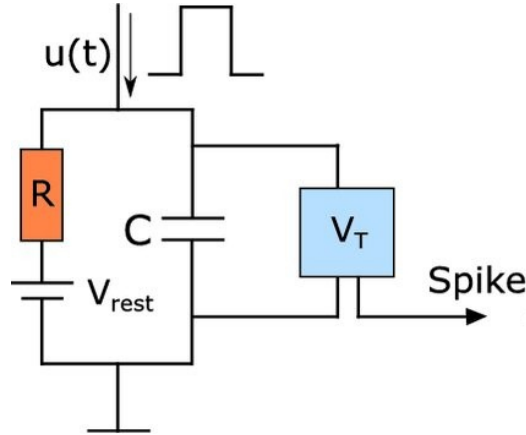 u(t)
R
C
V_T
V_rest
Spike